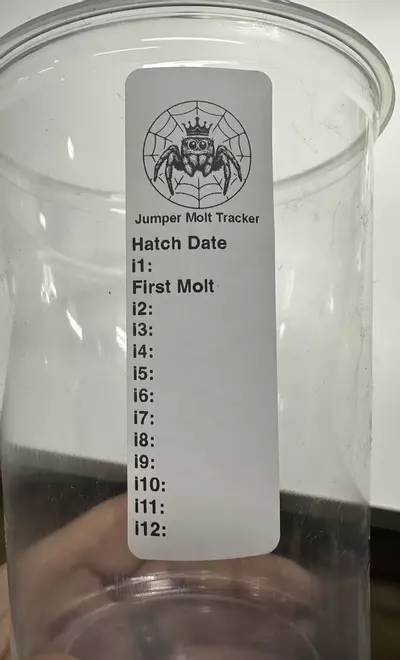 Jumper Molt Tracker
Hatch Date
i1:
First Molt
i2:
i3:
i4:
i5:
i6:
i7:
i8:
i9:
i10:
i11:
i12: